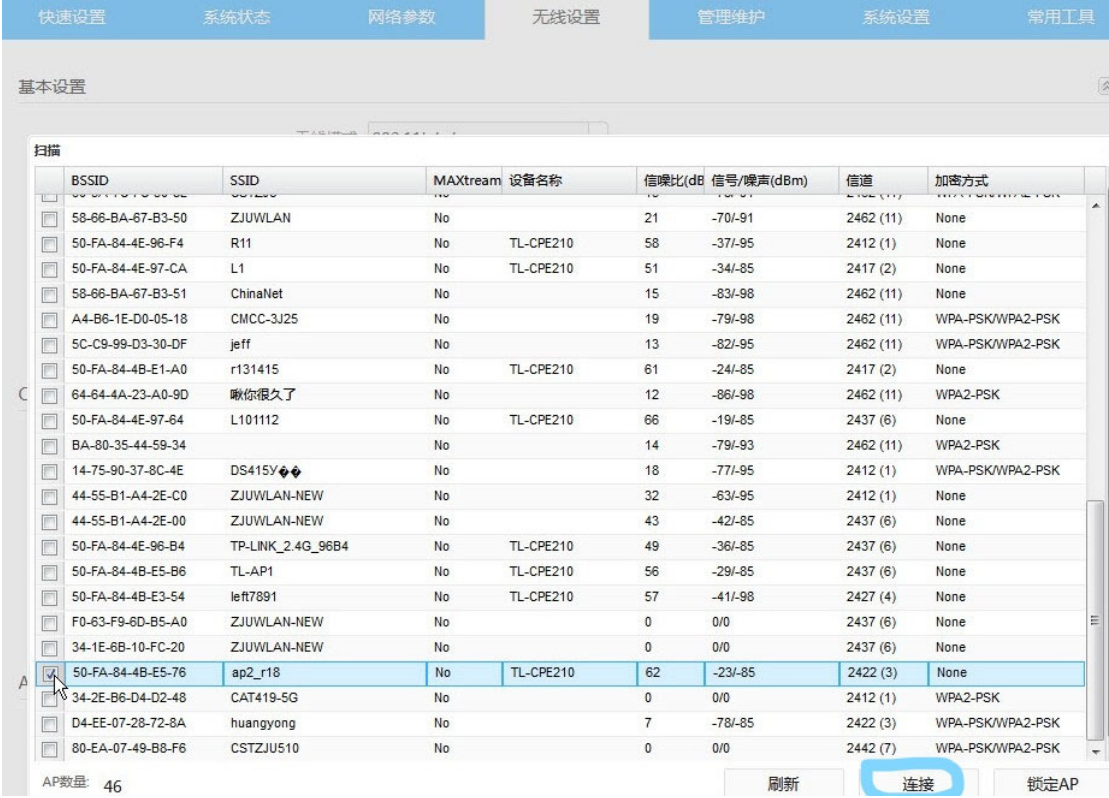 快速设置 系统状态 网络参数 无线设置 管理维护 系统设置 常用工具
基本设置
扫描
BSSID SSID MAXtream 设备名称 信噪比(dB 信号/噪声(dBm) 信道 加密方式
58-66-BA-67-B3-50 ZJUWLAN No 21 -70/-91 2462 (11) None
50-FA-84-4E-96-F4 R11 No TL-CPE210 58 -37/-95 2412 (1) None
50-FA-84-4E-97-CA L1 No TL-CPE210 51 -34/-85 2417 (2) None
58-66-BA-67-B3-51 ChinaNet No 15 -83/-98 2462 (11) None
A4-B6-1E-D0-05-18 CMCC-3J25 No 19 -79/-98 2462 (11) WPA-PSK/WPA2-PSK
5C-C9-99-D3-30-DF jeff No 13 -82/-95 2462 (11) WPA-PSK/WPA2-PSK
50-FA-84-4B-E1-A0 r131415 No TL-CPE210 61 -24/-85 2417 (2) None
64-64-4A-23-A0-9D 瞅你很久了 No 12 -86/-98 2462 (11) WPA2-PSK
50-FA-84-4E-97-64 L101112 No TL-CPE210 66 -19/-85 2437 (6) None
BA-80-35-44-59-34 No 14 -79/-93 2462 (11) WPA2-PSK
14-75-90-37-8C-4E DS415У�� No 18 -77/-95 2412 (1) WPA-PSK/WPA2-PSK
44-55-B1-A4-2E-C0 ZJUWLAN-NEW No 32 -63/-95 2412 (1) None
44-55-B1-A4-2E-00 ZJUWLAN-NEW No 43 -42/-85 2437 (6) None
50-FA-84-4E-96-B4 TP-LINK_2.4G_96B4 No TL-CPE210 49 -36/-85 2437 (6) None
50-FA-84-4B-E5-B6 TL-AP1 No TL-CPE210 56 -29/-85 2437 (6) None
50-FA-84-4B-E3-54 left7891 No TL-CPE210 57 -41/-98 2427 (4) None
F0-63-F9-6D-B5-A0 ZJUWLAN-NEW No 0 0/0 2437 (6) None
34-1E-6B-10-FC-20 ZJUWLAN-NEW No 0 0/0 2437 (6) None
50-FA-84-4B-E5-76 ap2_r18 No TL-CPE210 62 -23/-85 2422 (3) None
34-2E-B6-D4-D2-48 CAT419-5G No 0 0/0 2412 (1) WPA2-PSK
D4-EE-07-28-72-8A huangyong No 7 -78/-85 2422 (3) WPA-PSK/WPA2-PSK
80-EA-07-49-B8-F6 CSTZJU510 No 0 0/0 2442 (7) WPA-PSK/WPA2-PSK
AP数量: 46 刷新 连接 锁定AP